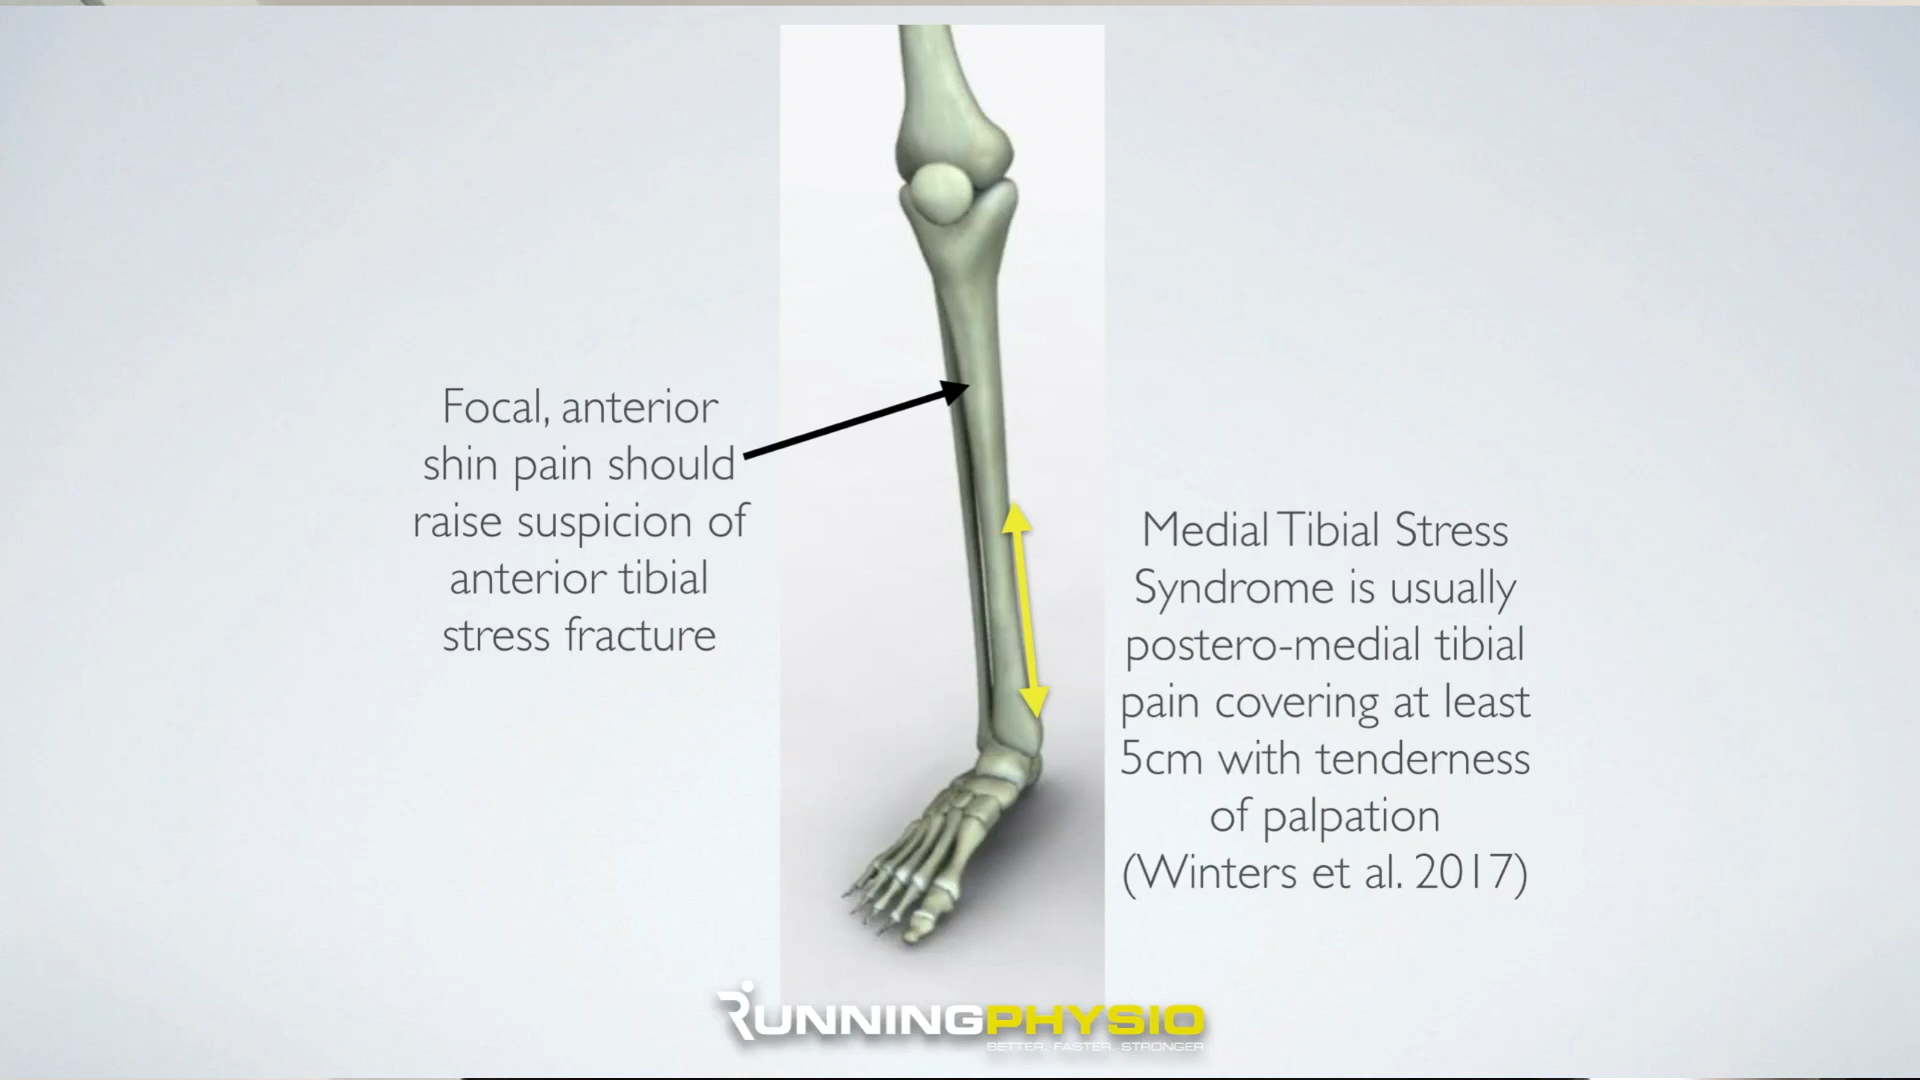 Focal, anterior
shin pain should
raise suspicion of
anterior tibial
stress fracture
Medial Tibial Stress
Syndrome is usually
postero-medial tibial
pain covering at least
5cm with tenderness
of palpation
(Winters et al. 2017)
RUNNINGPHYSIO
BETTER. FASTER. STRONGER